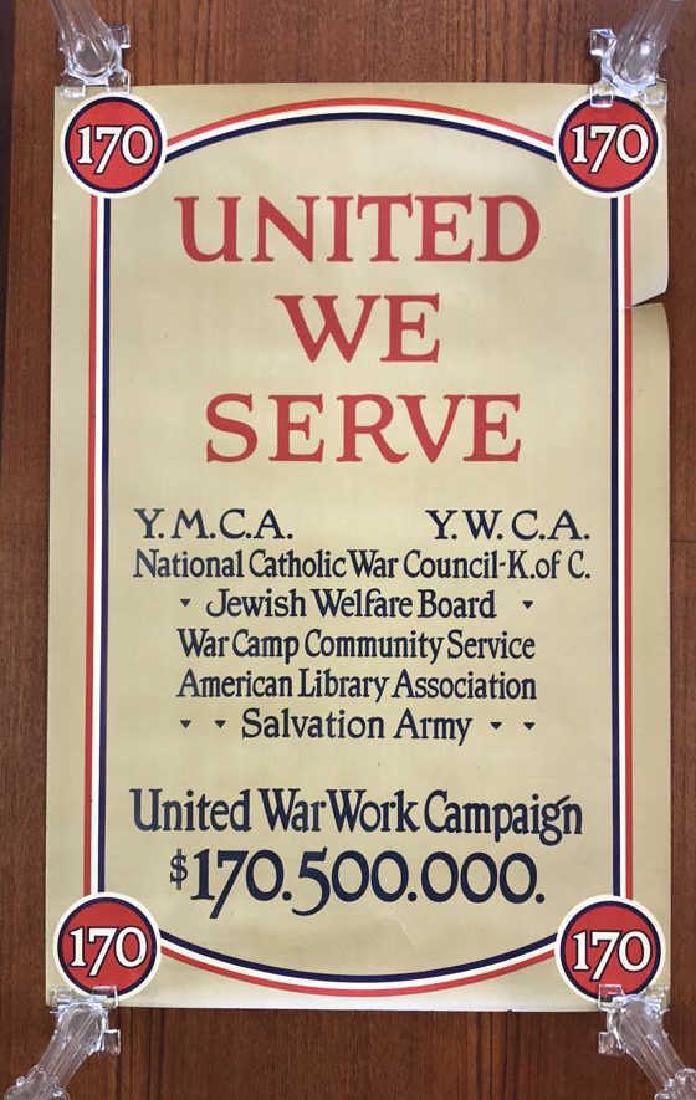 170 170
UNITED
WE
SERVE
Y.M.C.A. Y.W.C.A.
National Catholic War Council-K.of C.
Jewish Welfare Board
War Camp Community Service
American Library Association
Salvation Army
United War Work Campaign
$170.500.000.
170 170